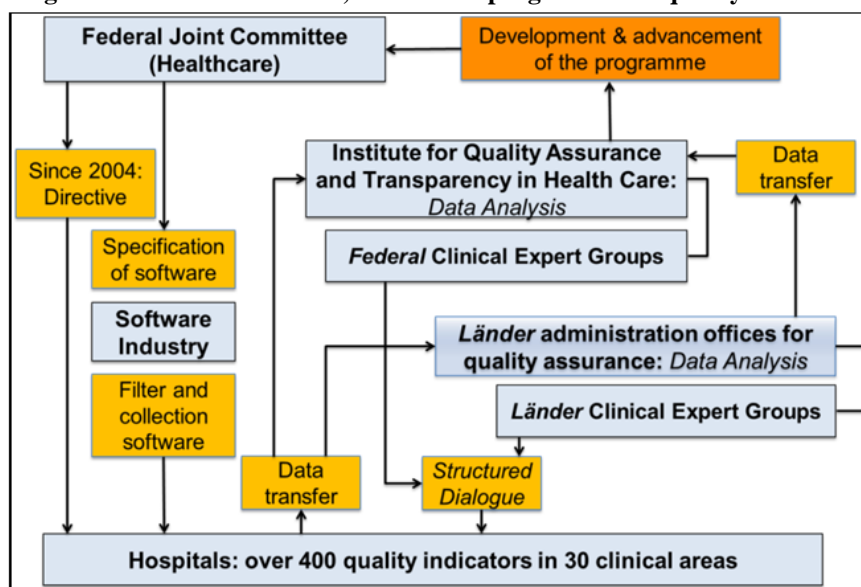 Federal Joint Committee
(Healthcare)
Development & advancement
of the programme
Since 2004:
Directive
Institute for Quality Assurance
and Transparency in Health Care:
Data Analysis
Data
transfer
Specification
of software
Federal Clinical Expert Groups
Software
Industry
Länder administration offices for
quality assurance: Data Analysis
Filter and
collection
software
Länder Clinical Expert Groups
Data
transfer
Structured
Dialogue
Hospitals: over 400 quality indicators in 30 clinical areas